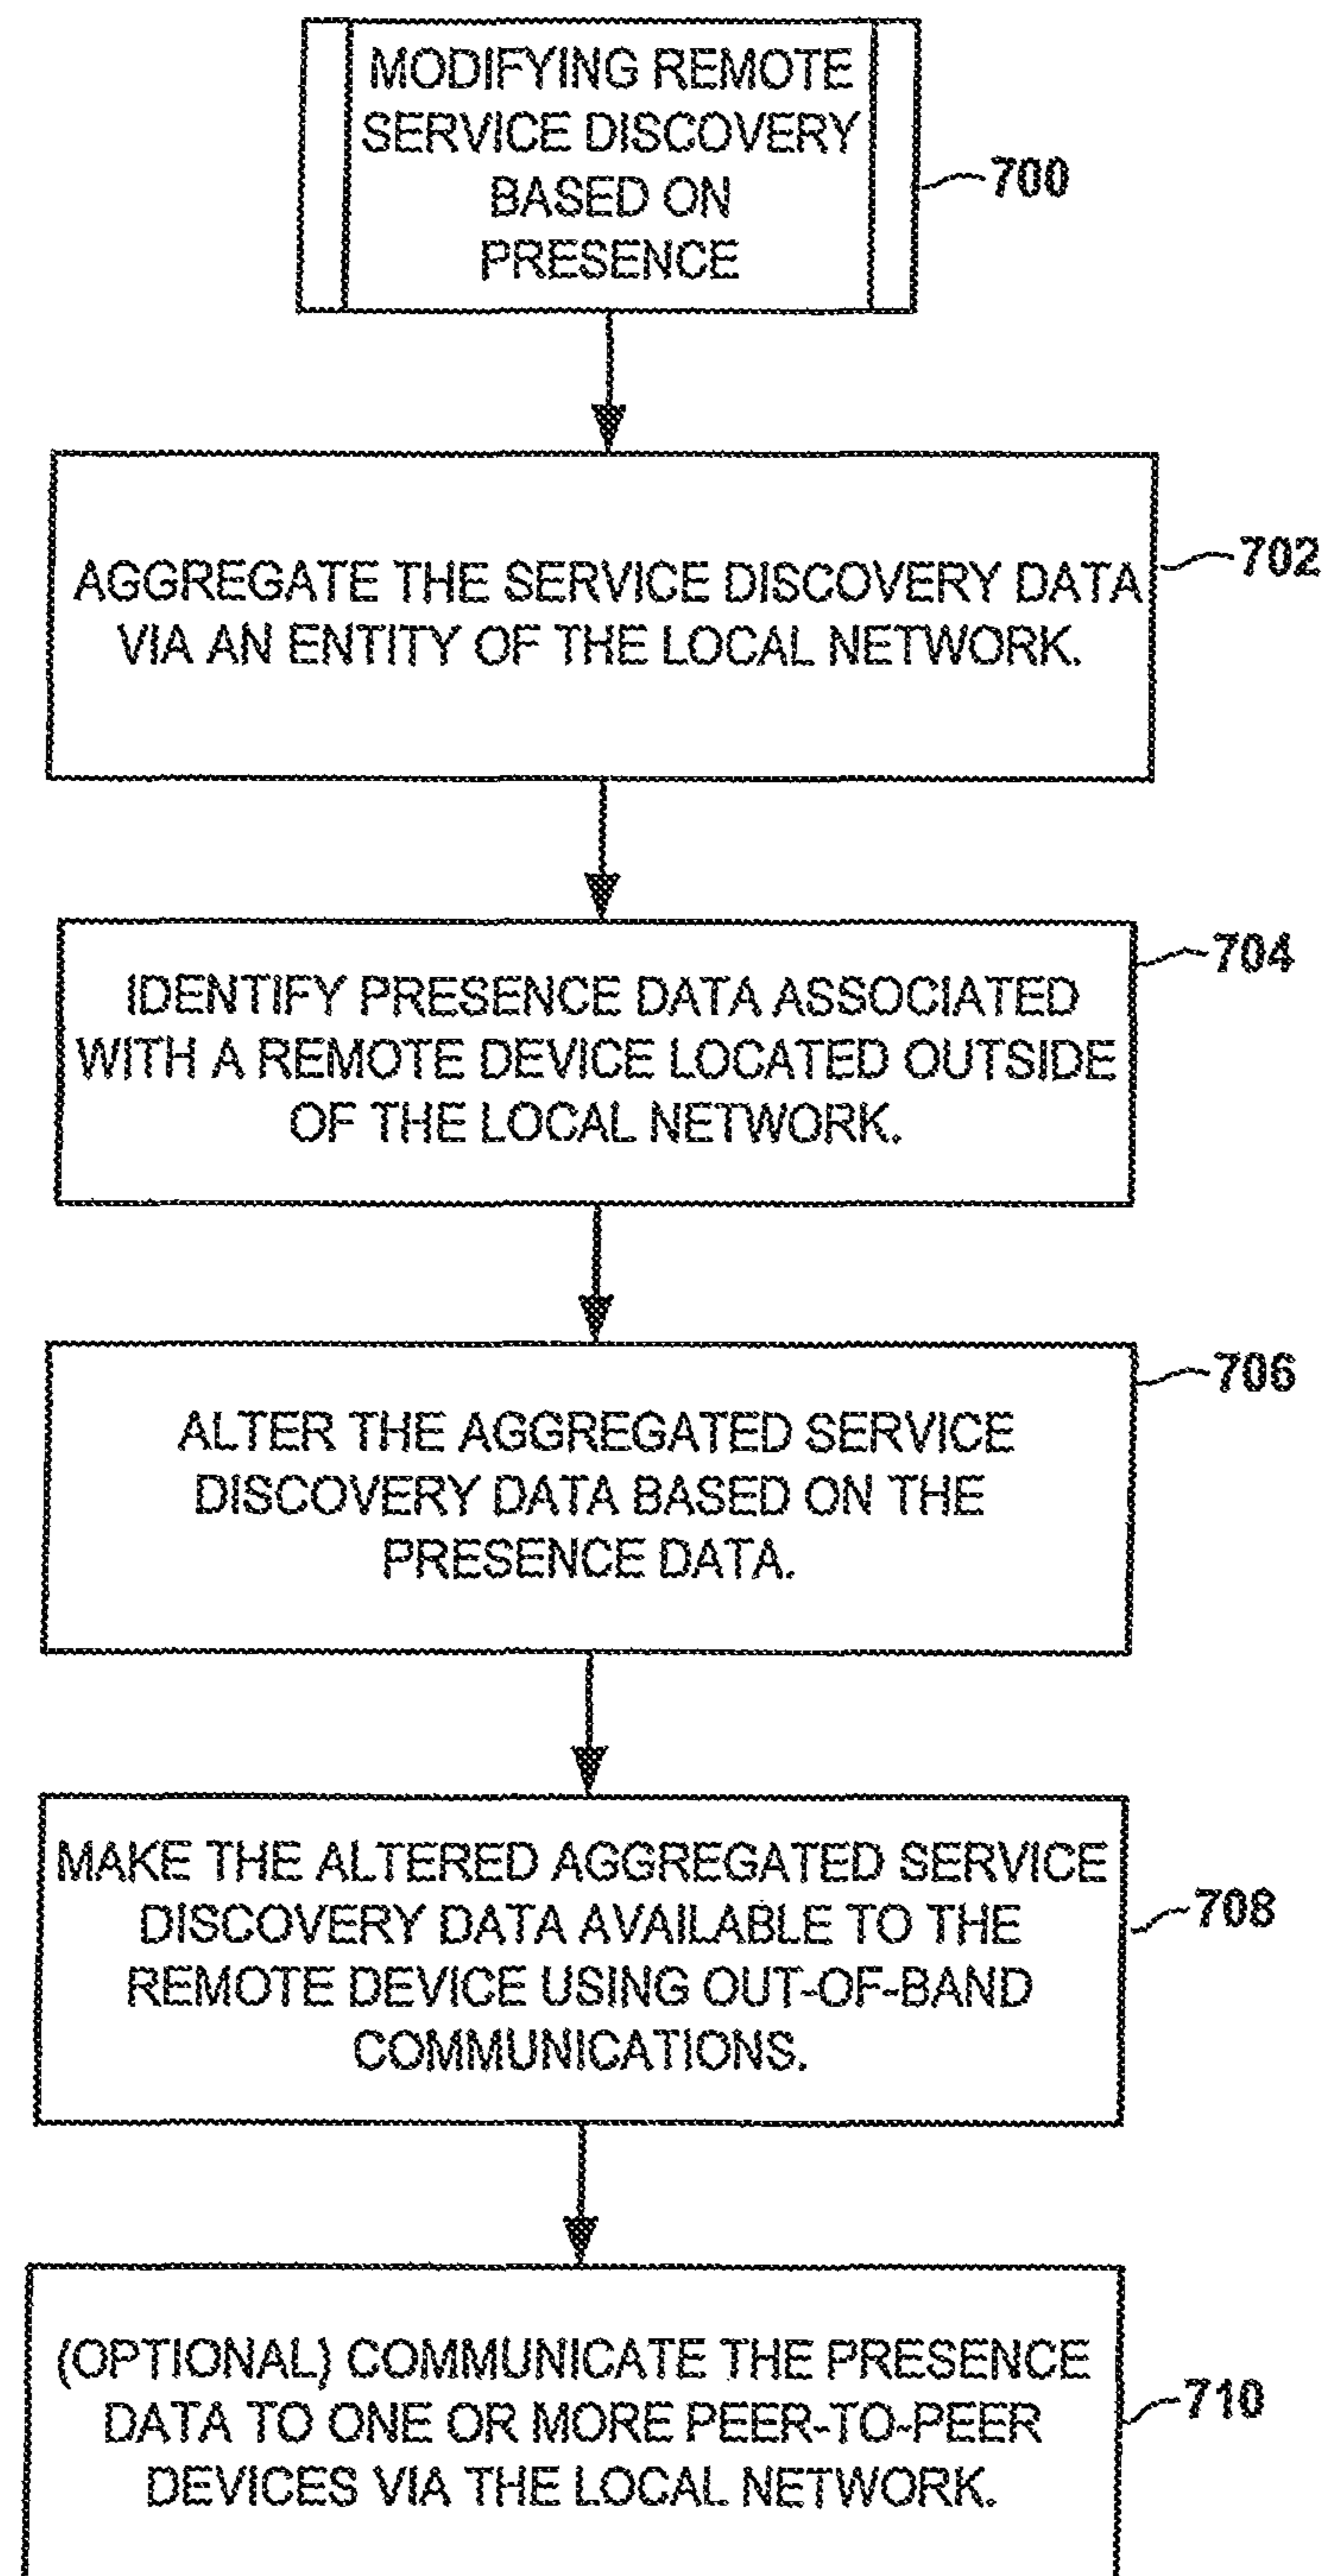 MODIFYING REMOTE
SERVICE DISCOVERY
BASED ON
PRESENCE
700
AGGREGATE THE SERVICE DISCOVERY DATA
VIA AN ENTITY OF THE LOCAL NETWORK.
702
IDENTIFY PRESENCE DATA ASSOCIATED
WITH A REMOTE DEVICE LOCATED OUTSIDE
OF THE LOCAL NETWORK.
704
ALTER THE AGGREGATED SERVICE
DISCOVERY DATA BASED ON THE
PRESENCE DATA.
706
MAKE THE ALTERED AGGREGATED SERVICE
DISCOVERY DATA AVAILABLE TO THE
REMOTE DEVICE USING OUT-OF-BAND
COMMUNICATIONS.
708
(OPTIONAL) COMMUNICATE THE PRESENCE
DATA TO ONE OR MORE PEER-TO-PEER
DEVICES VIA THE LOCAL NETWORK.
710